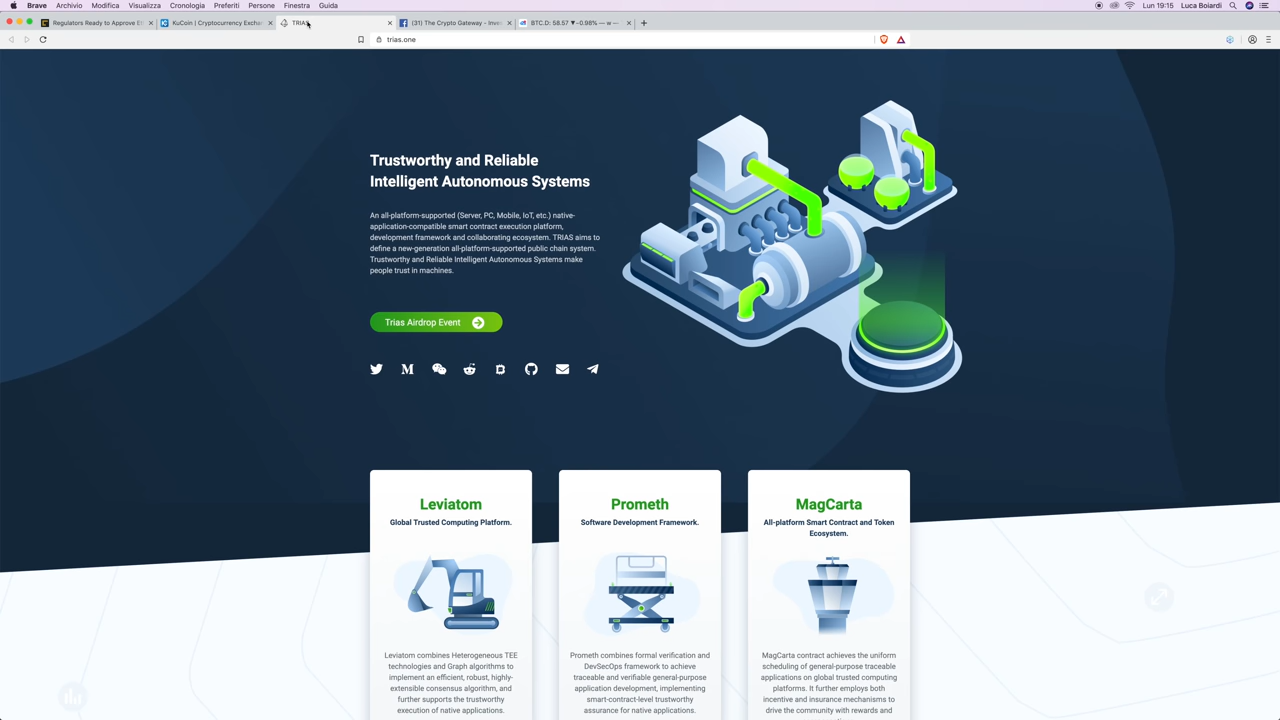 Brave Archivio Modifica Visualizza Cronologia Preferiti Persone Finestra Guida Lun 19:15 Luca Boiardi
Regulators Ready to Approve Et KuCoin | Cryptocurrency Exchan TRIAS (31) The Crypto Gateway - Inves BTC.D: 58.57 ▼-0.98% — w —
trias.one
Trustworthy and Reliable
Intelligent Autonomous Systems
An all-platform-supported (Server, PC, Mobile, IoT, etc.) native-
application-compatible smart contract execution platform,
development framework and collaborating ecosystem. TRIAS aims to
define a new-generation all-platform-supported public chain system.
Trustworthy and Reliable Intelligent Autonomous Systems make
people trust in machines.
Trias Airdrop Event
Leviatom
Global Trusted Computing Platform.
Leviatom combines Heterogeneous TEE
technologies and Graph algorithms to
implement an efficient, robust, highly-
extensible consensus algorithm, and
further supports the trustworthy
execution of native applications.
Prometh
Software Development Framework.
Prometh combines formal verification and
DevSecOps framework to achieve
traceable and verifiable general-purpose
application development, implementing
smart-contract-level trustworthy
assurance for native applications.
MagCarta
All-platform Smart Contract and Token
Ecosystem.
MagCarta contract achieves the uniform
scheduling of general-purpose traceable
applications on global trusted computing
platforms. It further employs both
incentive and insurance mechanisms to
drive the community with rewards and